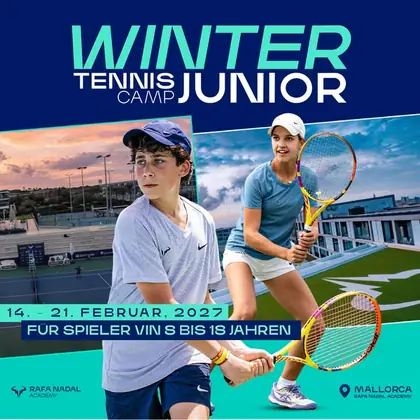 WINTER
TENNIS
CAMP JUNIOR
14. - 21. FEBRUAR, 2027
FÜR SPIELER VIN S BIS 18 JAHREN
RAFA NADAL
ACADEMY
MALLORCA
RAFA NADAL ACADEMY